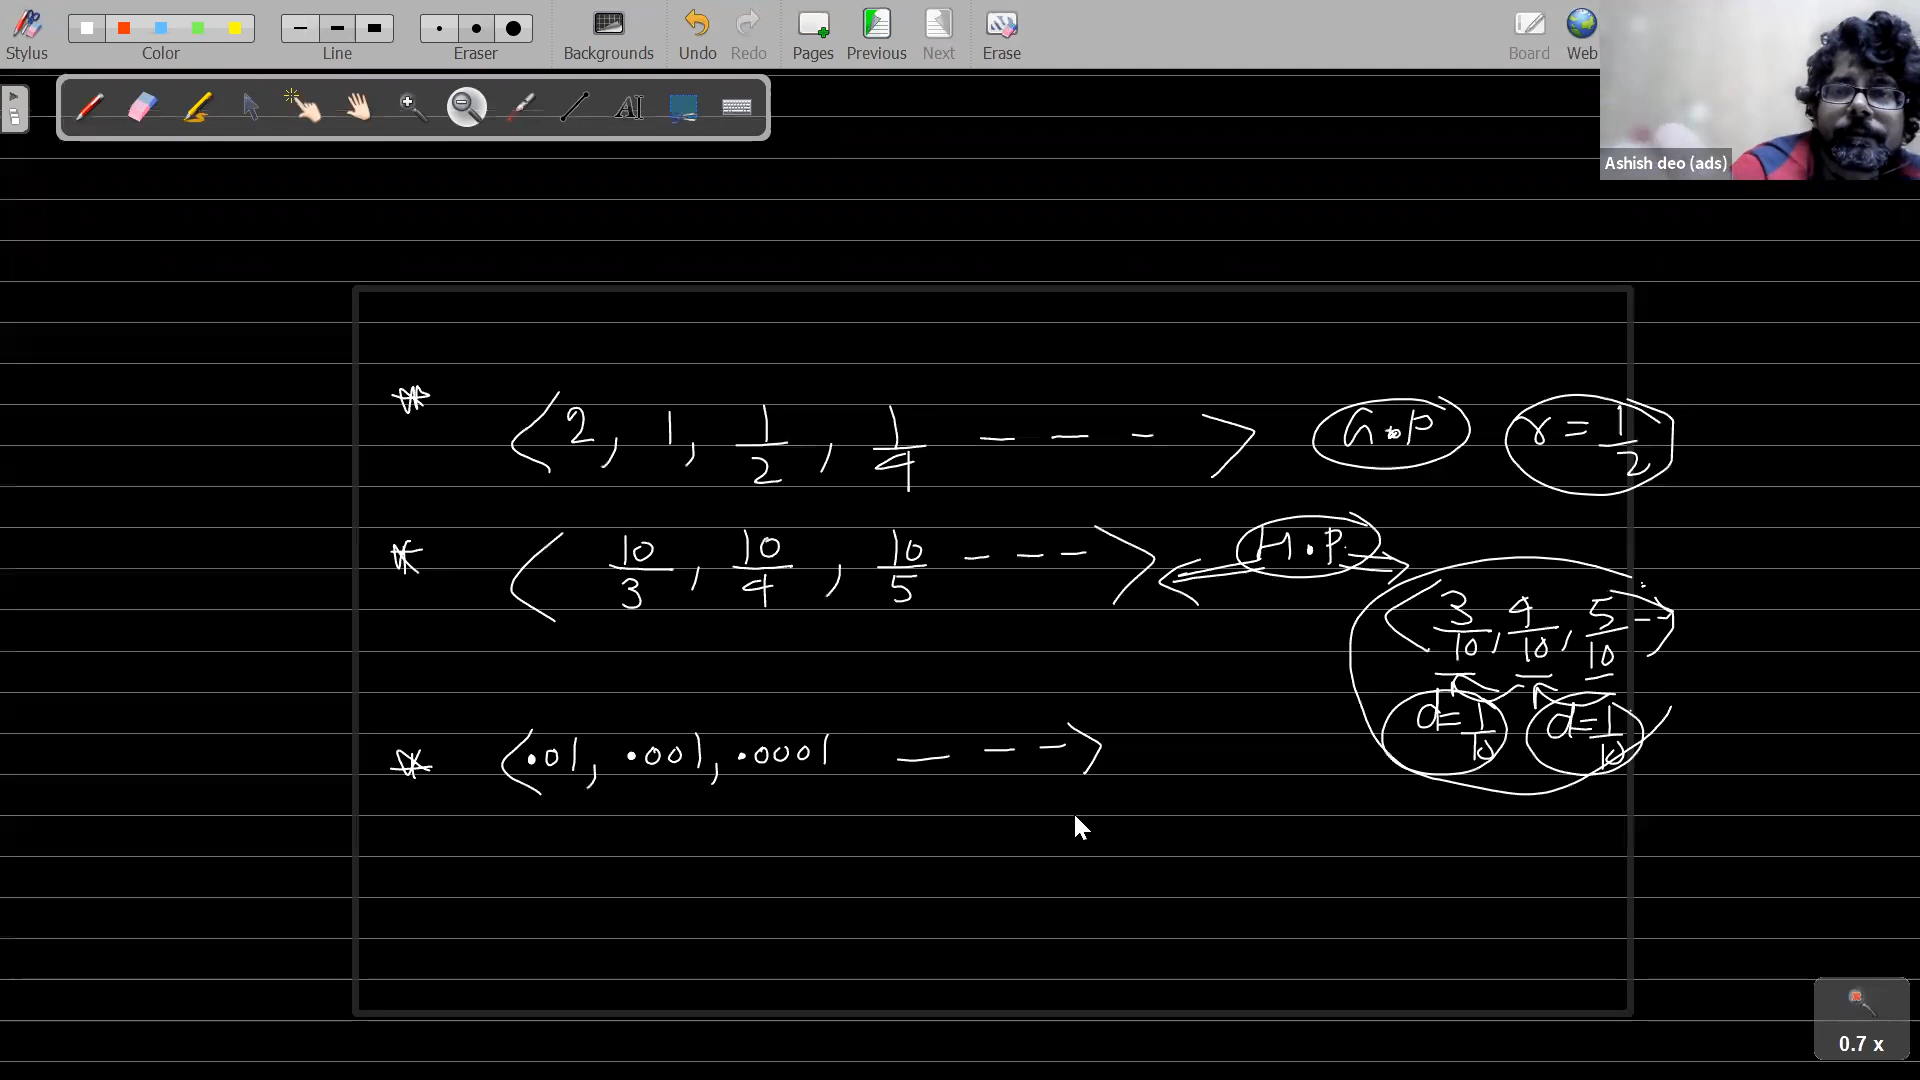 Stylus Color Line Eraser Backgrounds Undo Redo Pages Previous Next Erase Board Web
Ashish deo (ads)
* <2, 1, 1/2, 1/4 - - - > G.P r = 1/2
* <10/3, 10/4, 10/5 - - - > H.P.
<3/10, 4/10, 5/10 - - >
d = 1/10 d = 1/10
* <.01, .001, .0001 - - - >
0.7 x